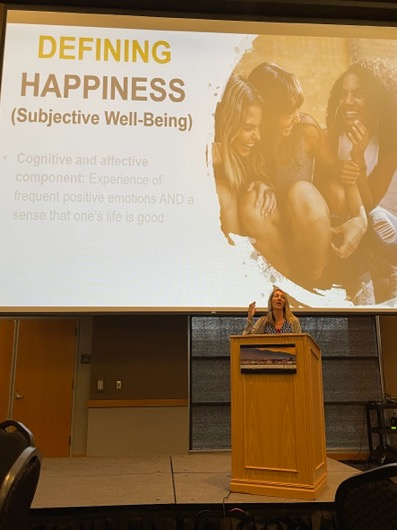 DEFINING
HAPPINESS
(Subjective Well-Being)
• Cognitive and affective
component: Experience of
frequent positive emotions AND a
sense that one's life is good